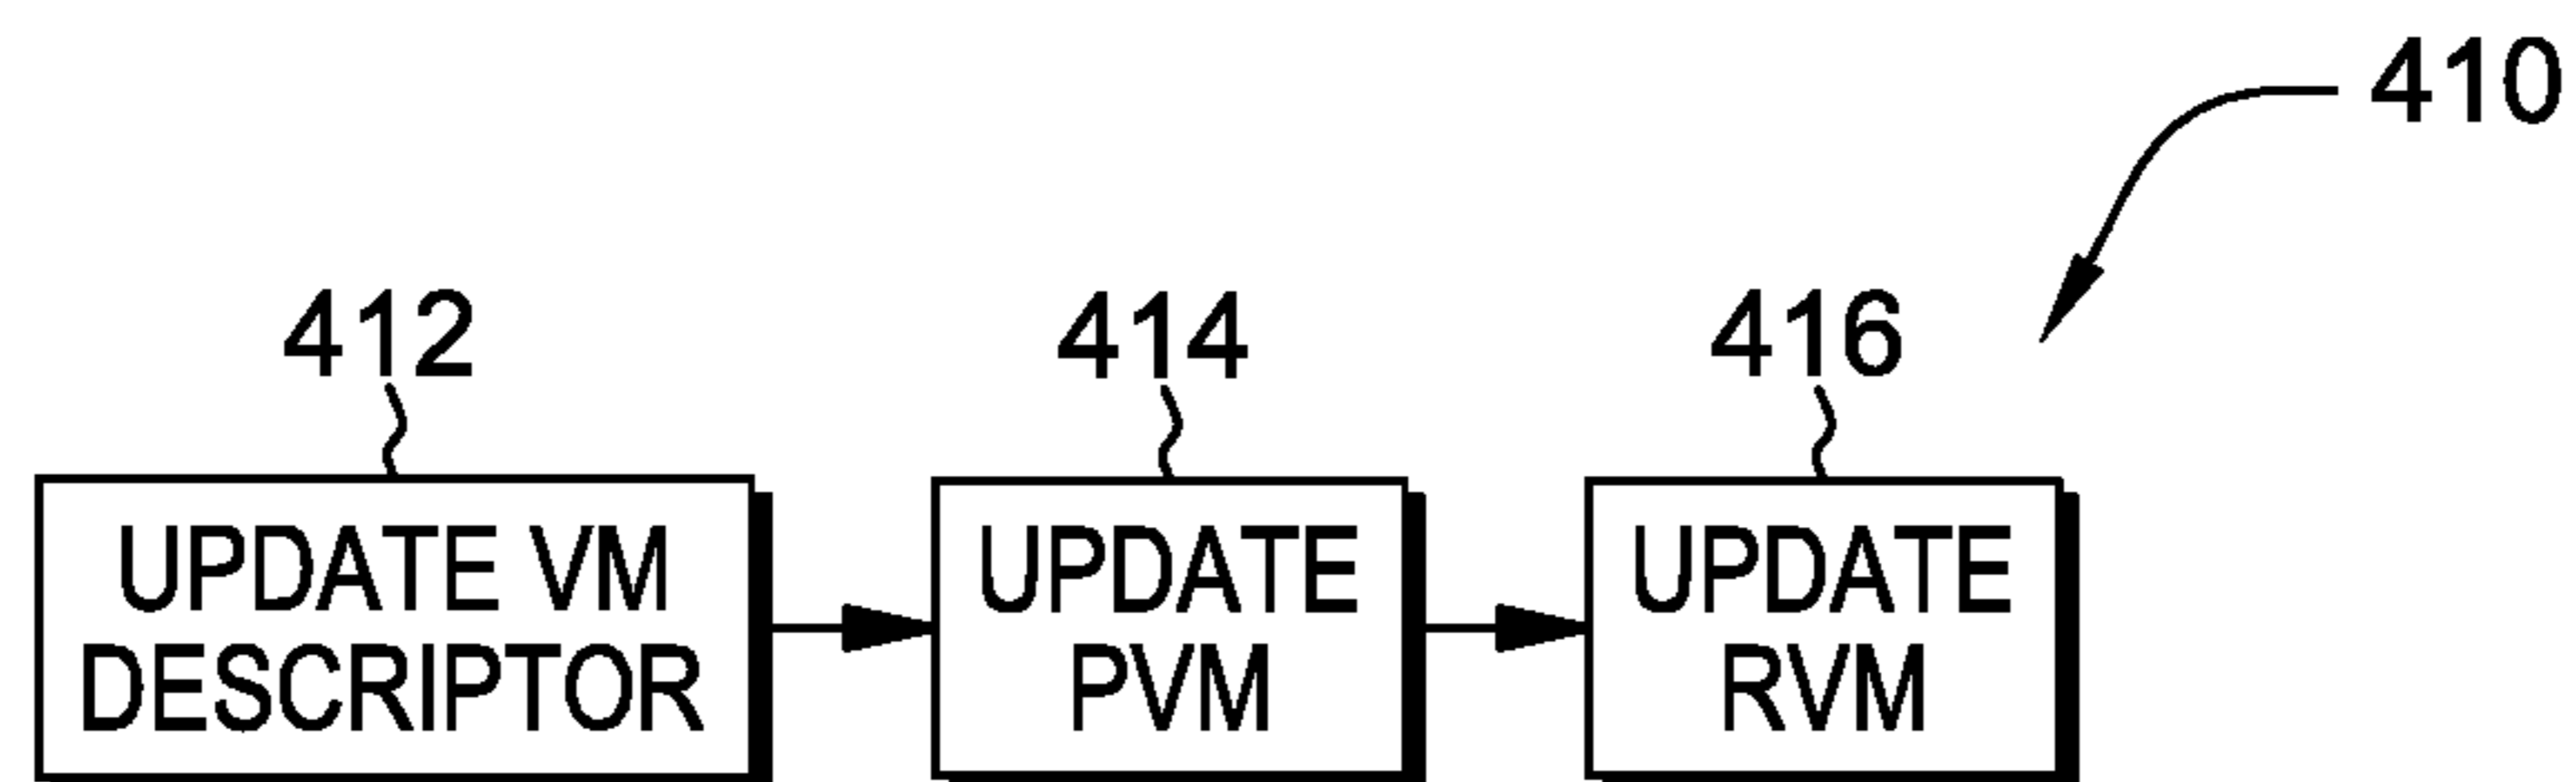 410
412
414
416
UPDATE VM
DESCRIPTOR
UPDATE
PVM
UPDATE
RVM